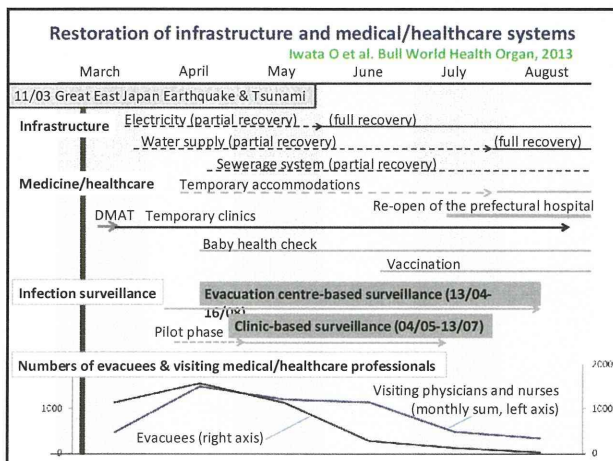 Restoration of infrastructure and medical/healthcare systems
Iwata O et al. Bull World Health Organ, 2013
March April May June July August
11/03 Great East Japan Earthquake & Tsunami
Infrastructure
Electricity (partial recovery) (full recovery)
Water supply (partial recovery) (full recovery)
Sewerage system (partial recovery)
Medicine/healthcare
Temporary accommodations
Re-open of the prefectural hospital
DMAT Temporary clinics
Baby health check
Vaccination
Infection surveillance
Evacuation centre-based surveillance (13/04-
16/08)
Clinic-based surveillance (04/05-13/07)
Pilot phase
Numbers of evacuees & visiting medical/healthcare professionals
2000
Visiting physicians and nurses
(monthly sum, left axis)
1000
1000
Evacuees (right axis)
0
0